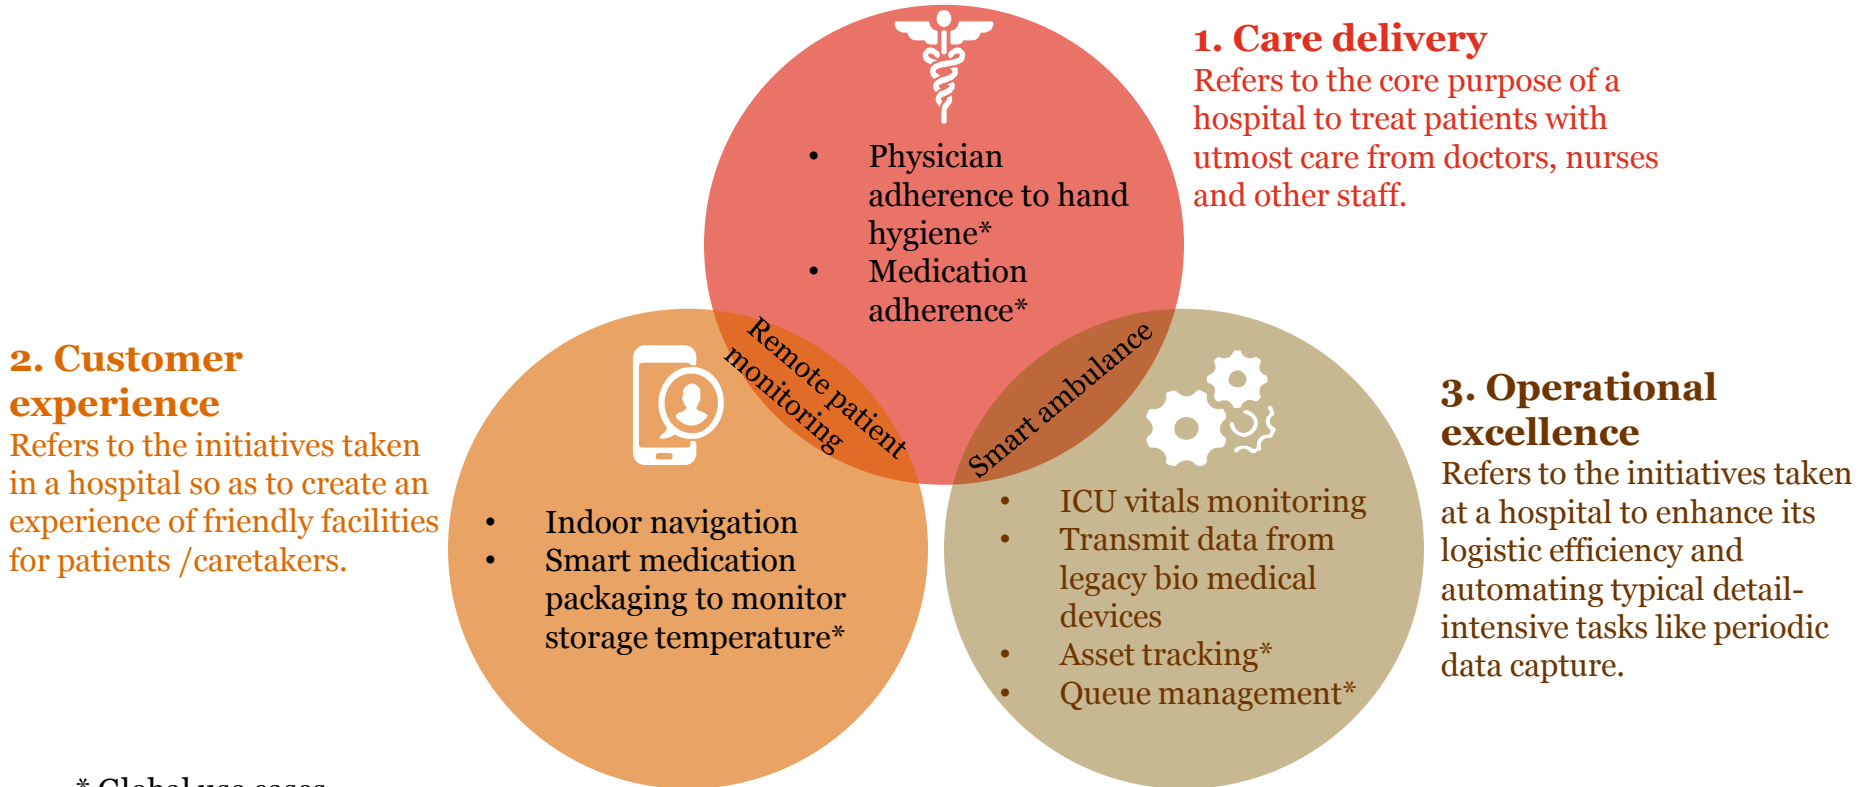 1. Care delivery
Refers to the core purpose of a
hospital to treat patients with
utmost care from doctors, nurses
and other staff.
• Physician
adherence to hand
hygiene*
• Medication
adherence*
Remote patient
monitoring
Smart ambulance
2. Customer
experience
Refers to the initiatives taken
in a hospital so as to create an
experience of friendly facilities
for patients /caretakers.
• Indoor navigation
• Smart medication
packaging to monitor
storage temperature*
• ICU vitals monitoring
• Transmit data from
legacy bio medical
devices
• Asset tracking*
• Queue management*
3. Operational
excellence
Refers to the initiatives taken
at a hospital to enhance its
logistic efficiency and
automating typical detail-
intensive tasks like periodic
data capture.
* Global use cases